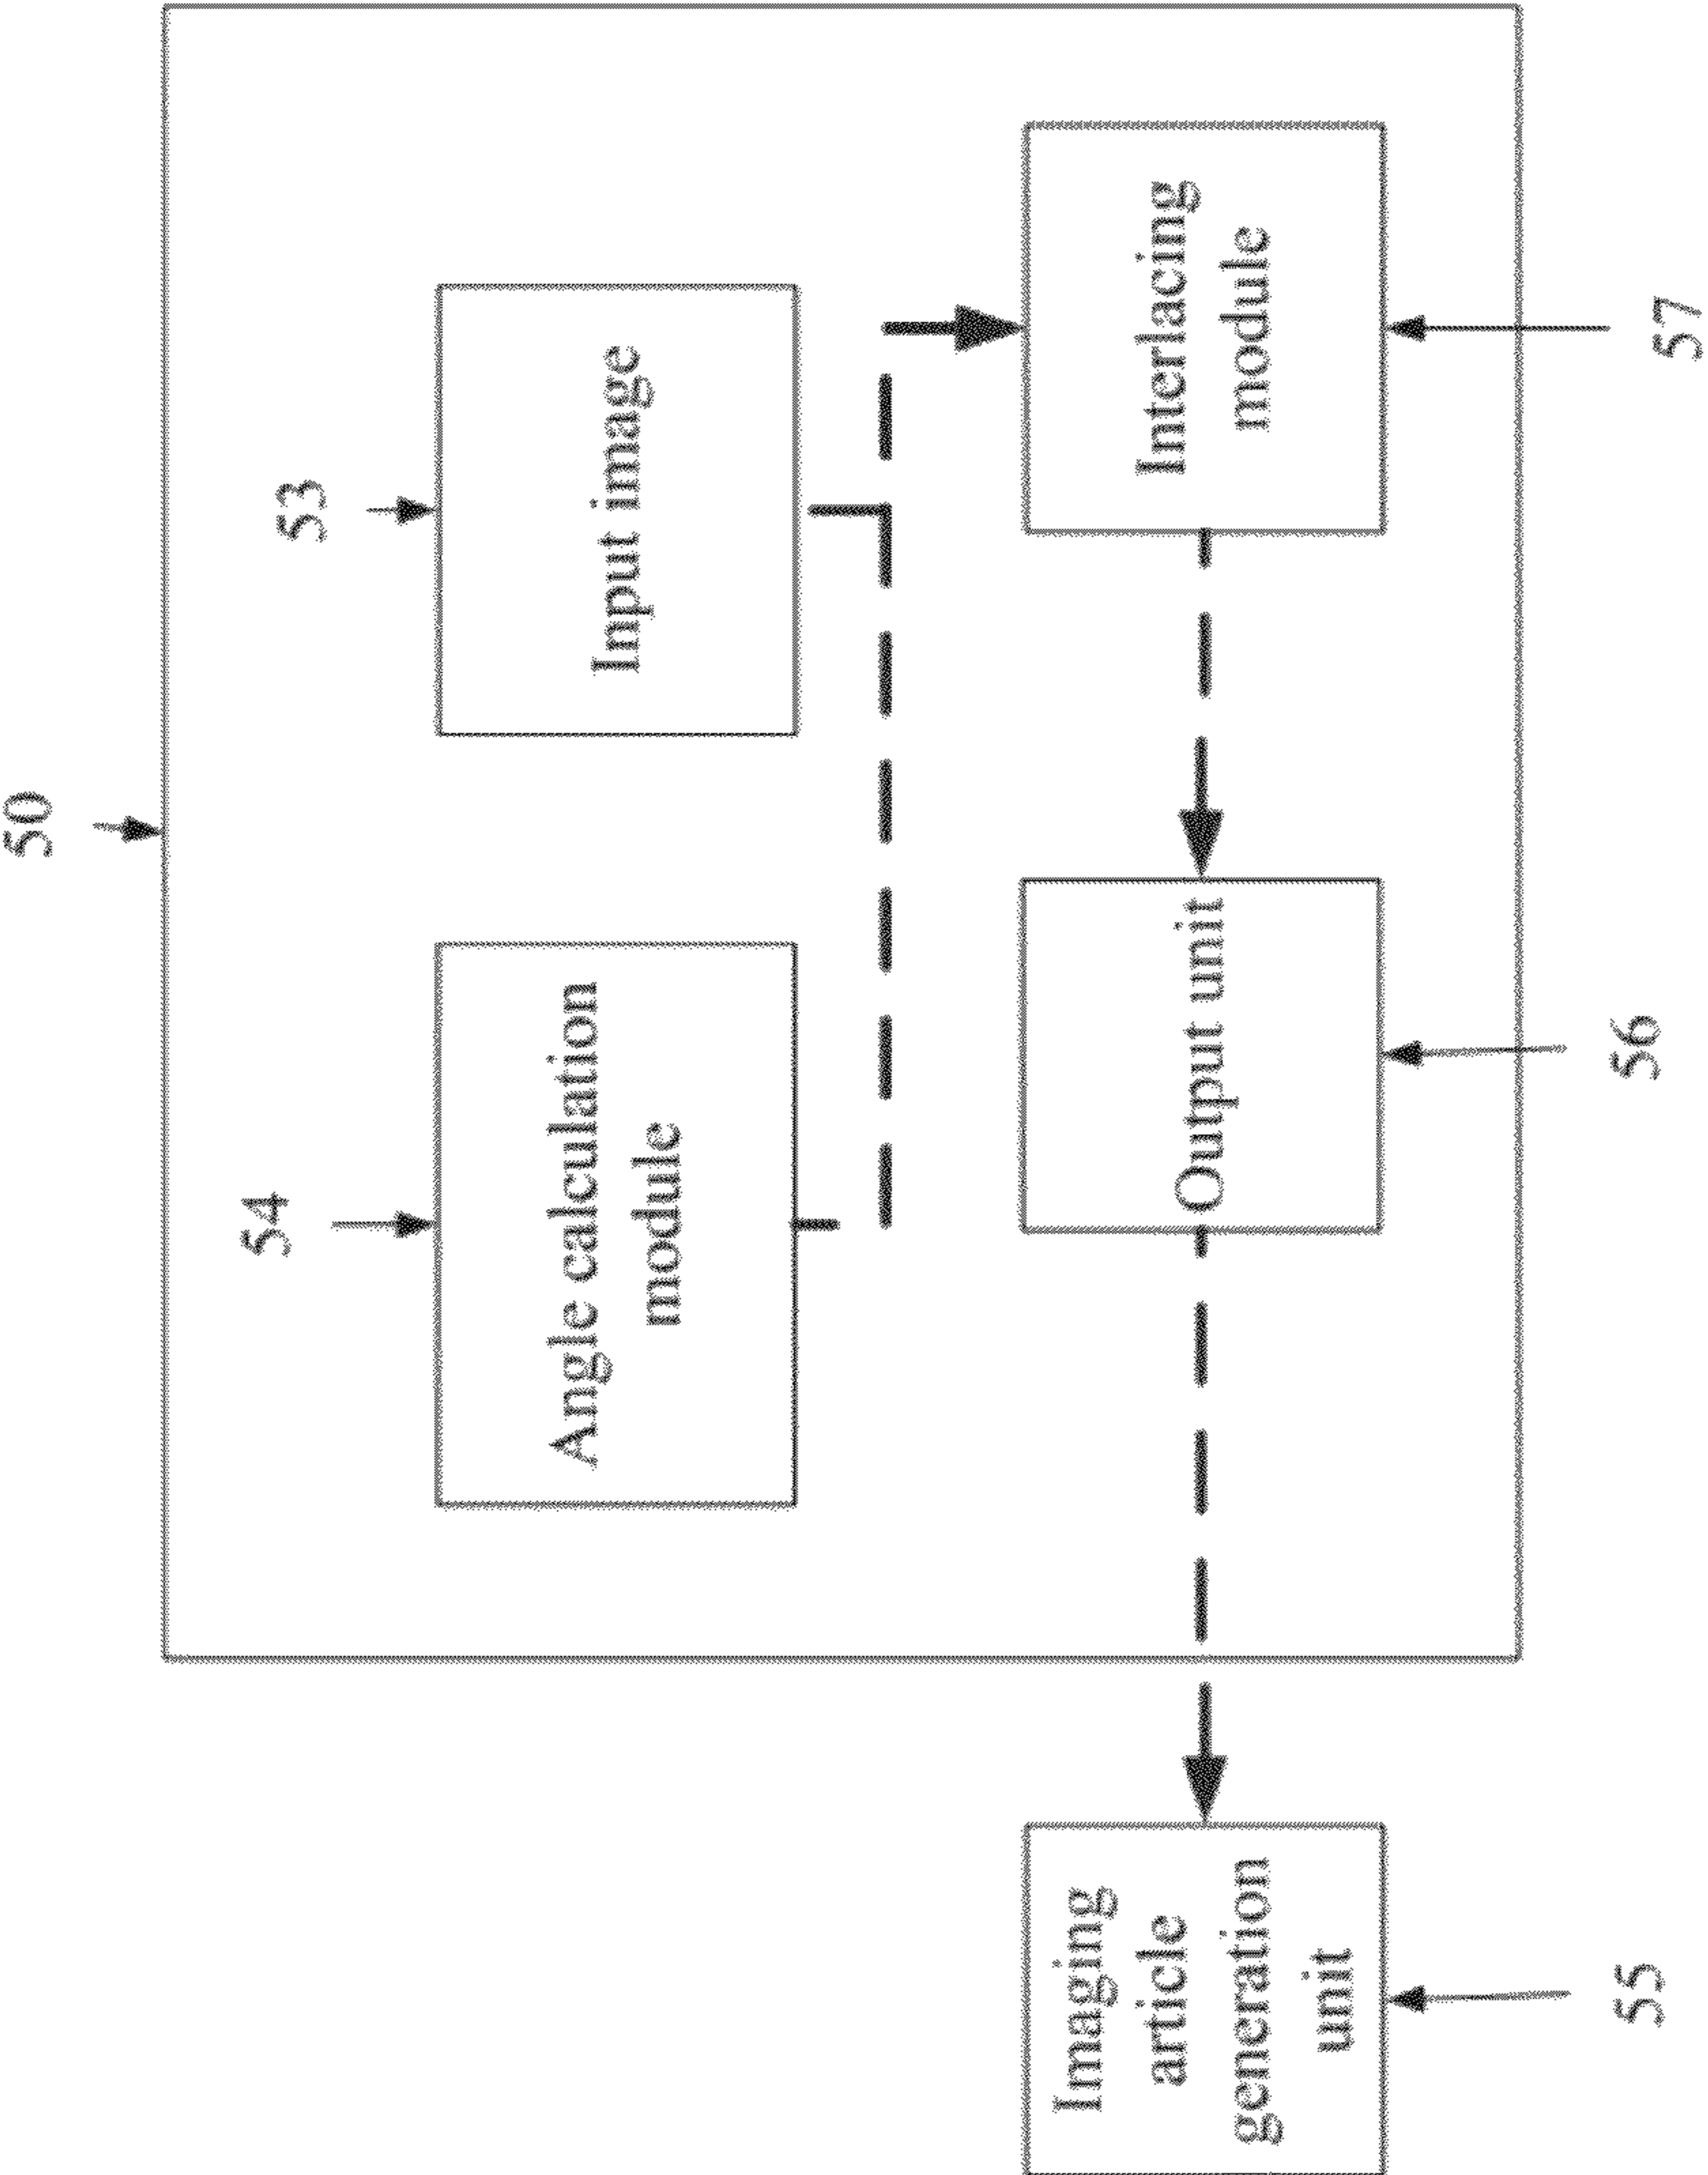 50
54
53
Angle calculation
module
Input image
Imaging
article
generation
unit
Output unit
Interlacing
module
55
56
57